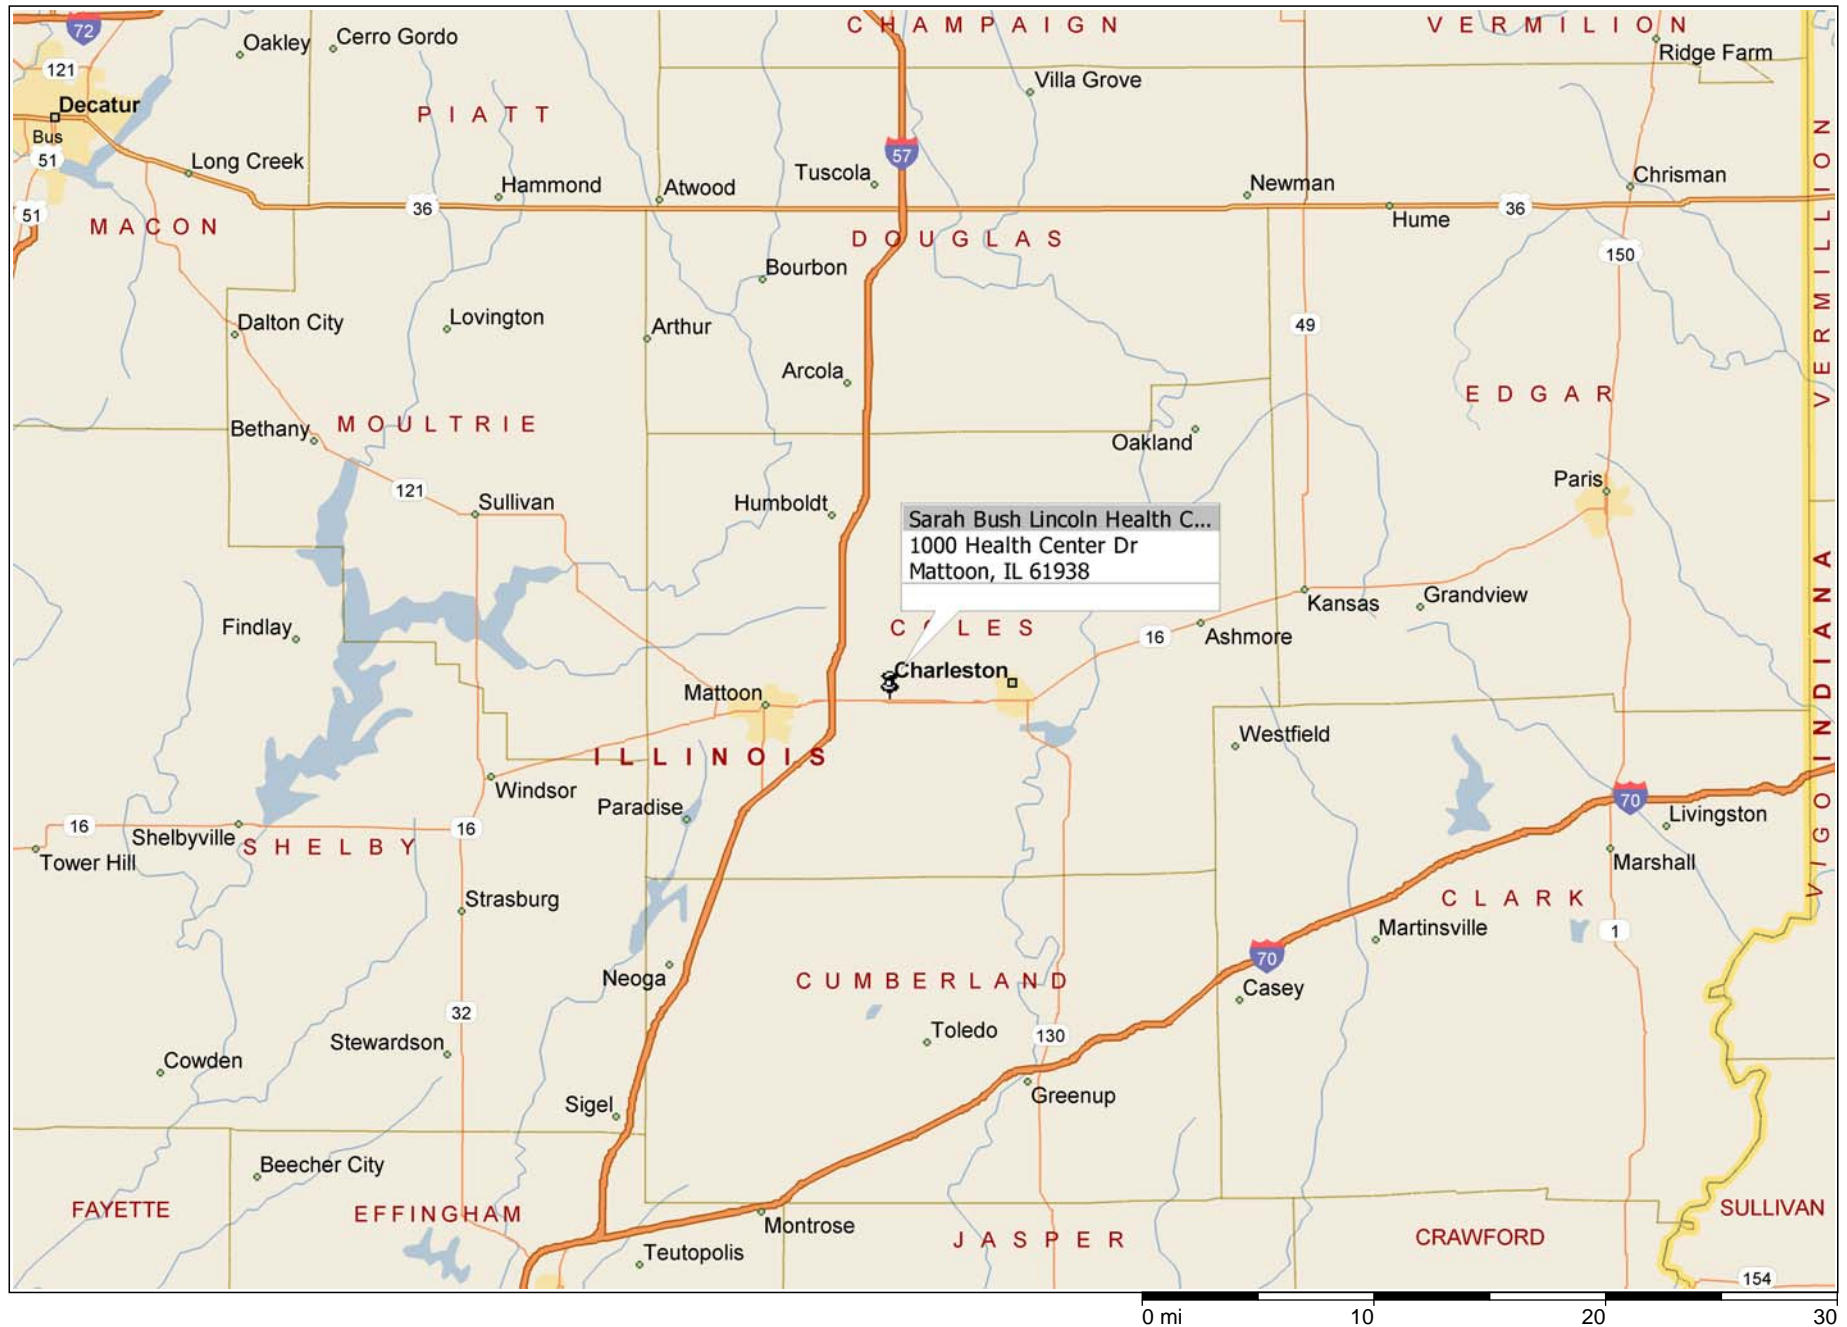 CHAMPAIGN
VERMILION
72
Oakley
Cerro Gordo
Ridge Farm
121
Villa Grove
Decatur
PIATT
Bus
51
57
VERMILLION
Long Creek
Tuscola
Chrisman
Hammond
Atwood
Newman
51
36
36
Hume
MACON
DOUGLAS
150
Bourbon
Dalton City
Lovington
Arthur
49
Arcola
EDGAR
Bethany
MOULTRIE
Oakland
Paris
121
Sullivan
Humboldt
Sarah Bush Lincoln Health C...
1000 Health Center Dr
Mattoon, IL 61938
INDIANA
Kansas
Grandview
Findlay
COLES
16
Ashmore
Charleston
Mattoon
Westfield
ILLINOIS
Windsor
Paradise
70
Livingston
16
Shelbyville
SHELBY
16
VIGO
Tower Hill
Marshall
Strasburg
CLARK
Martinsville
1
70
Neoga
CUMBERLAND
Casey
32
Toledo
130
Stewardson
Cowden
Greenup
Sigel
Beecher City
FAYETTE
EFFINGHAM
Montrose
JASPER
CRAWFORD
SULLIVAN
Teutopolis
154
0 mi
10
20
30